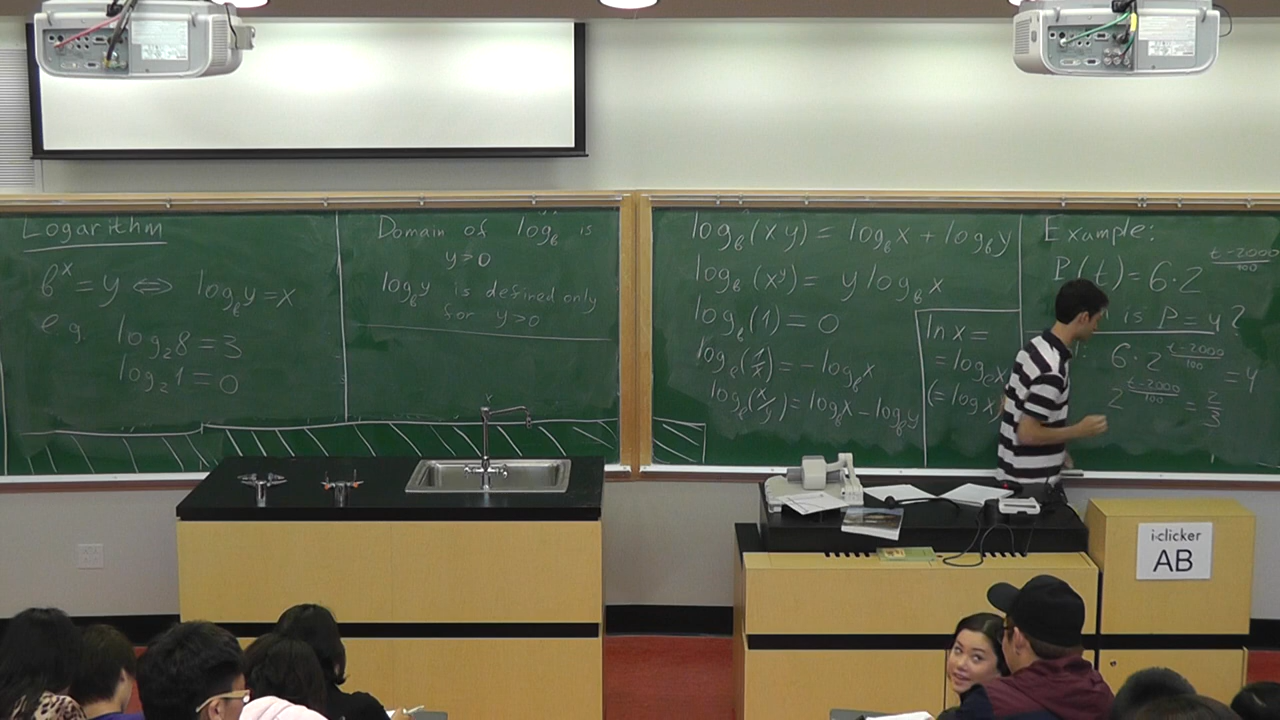 Logarithm
b^x = y ⇔ log_b y = x
e.g. log_2 8 = 3
log_2 1 = 0
Domain of log_b is
y>0
log_b y is defined only
for y>0
log_b(xy) = log_b x + log_b y
log_b(x^y) = y log_b x
log_b(1) = 0
log_b(1/x) = -log_b x
log_b(x/y) = log_b x - log_b y
ln x =
= log_e x
(= log x
Example:
P(t) = 6·2^((t-2000)/100)
is P = 4?
6·2^((t-2000)/100) = 4
2^((t-2000)/100) = 2/3
i-clicker
AB